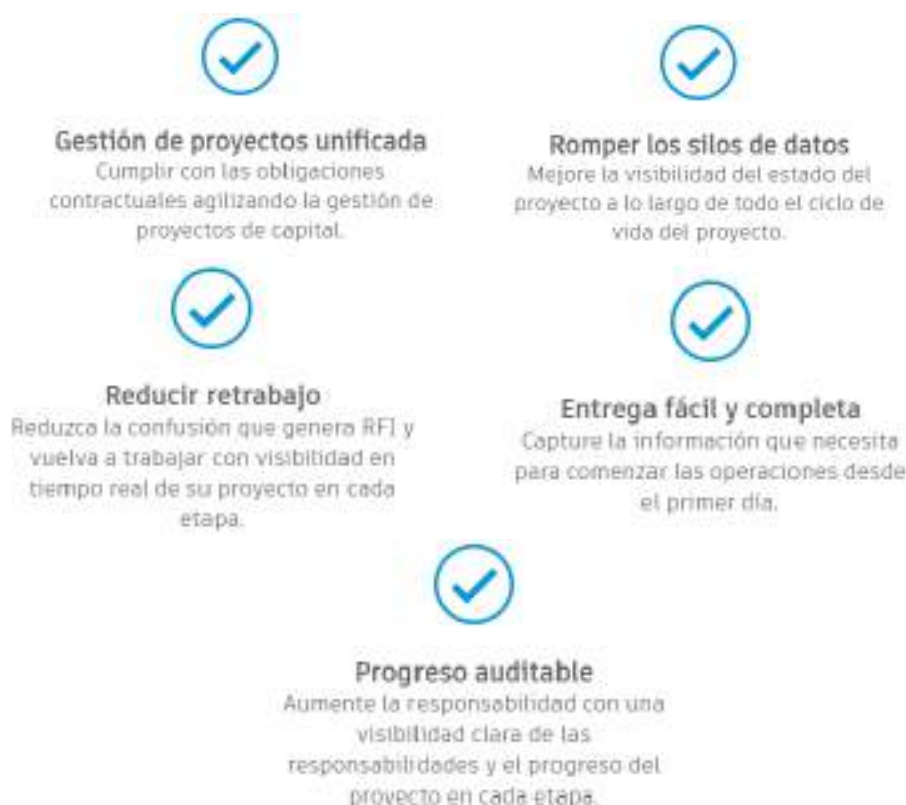 Gestión de proyectos unificada
Cumplir con las obligaciones
contractuales agilizando la gestión de
proyectos de capital.
Romper los silos de datos
Mejore la visibilidad del estado del
proyecto a lo largo de todo el ciclo de
vida del proyecto.
Reducir retrabajo
Reduzca la confusión que genera RFI y
vuelva a trabajar con visibilidad en
tiempo real de su proyecto en cada
etapa.
Entrega fácil y completa
Capture la información que necesita
para comenzar las operaciones desde
el primer día.
Progreso auditable
Aumente la responsabilidad con una
visibilidad clara de las
responsabilidades y el progreso del
proyecto en cada etapa.